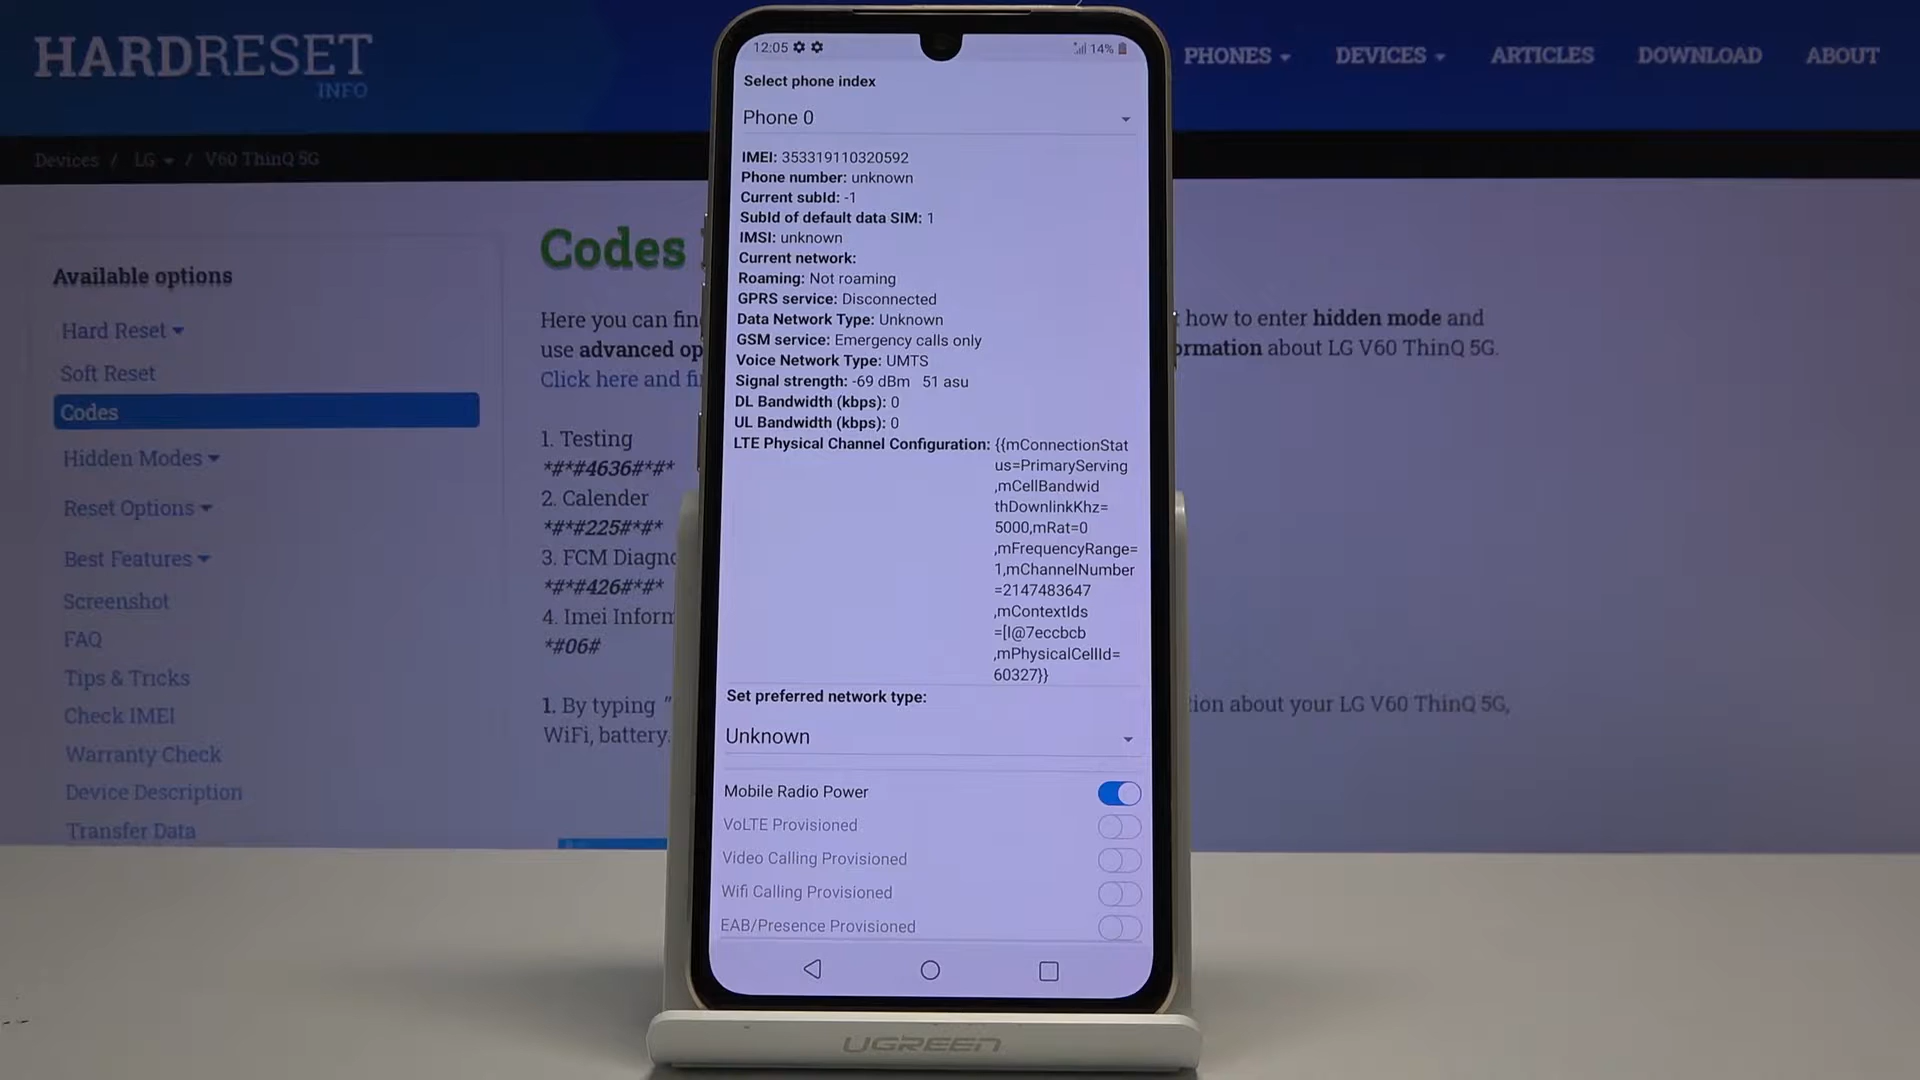 HARDRESET
INFO
PHONES
DEVICES
ARTICLES
DOWNLOAD
ABOUT
Devices / LG / V60 ThinQ 5G
Available options
Hard Reset
Soft Reset
Codes
Hidden Modes
Reset Options
Best Features
Screenshot
FAQ
Tips & Tricks
Check IMEI
Warranty Check
Device Description
Transfer Data
Codes
Here you can fin
how to enter hidden mode and
use advanced op
rmation about LG V60 ThinQ 5G.
Click here and fi
1. Testing
*#*#4636#*#*
2. Calender
*#*#225#*#*
3. FCM Diagno
*#*#426#*#*
4. Imei Inform
*#06#
1. By typing "
tion about your LG V60 ThinQ 5G,
WiFi, battery.
12:05
14%
Select phone index
Phone 0
IMEI: 353319110320592
Phone number: unknown
Current subId: -1
SubId of default data SIM: 1
IMSI: unknown
Current network:
Roaming: Not roaming
GPRS service: Disconnected
Data Network Type: Unknown
GSM service: Emergency calls only
Voice Network Type: UMTS
Signal strength: -69 dBm 51 asu
DL Bandwidth (kbps): 0
UL Bandwidth (kbps): 0
LTE Physical Channel Configuration: {{mConnectionStat
us=PrimaryServing
,mCellBandwid
thDownlinkKhz=
5000,mRat=0
,mFrequencyRange=
1,mChannelNumber
=2147483647
,mContextIds
=[I@7eccbcb
,mPhysicalCellId=
60327}}
Set preferred network type:
Unknown
Mobile Radio Power
VoLTE Provisioned
Video Calling Provisioned
Wifi Calling Provisioned
EAB/Presence Provisioned
UGREEN